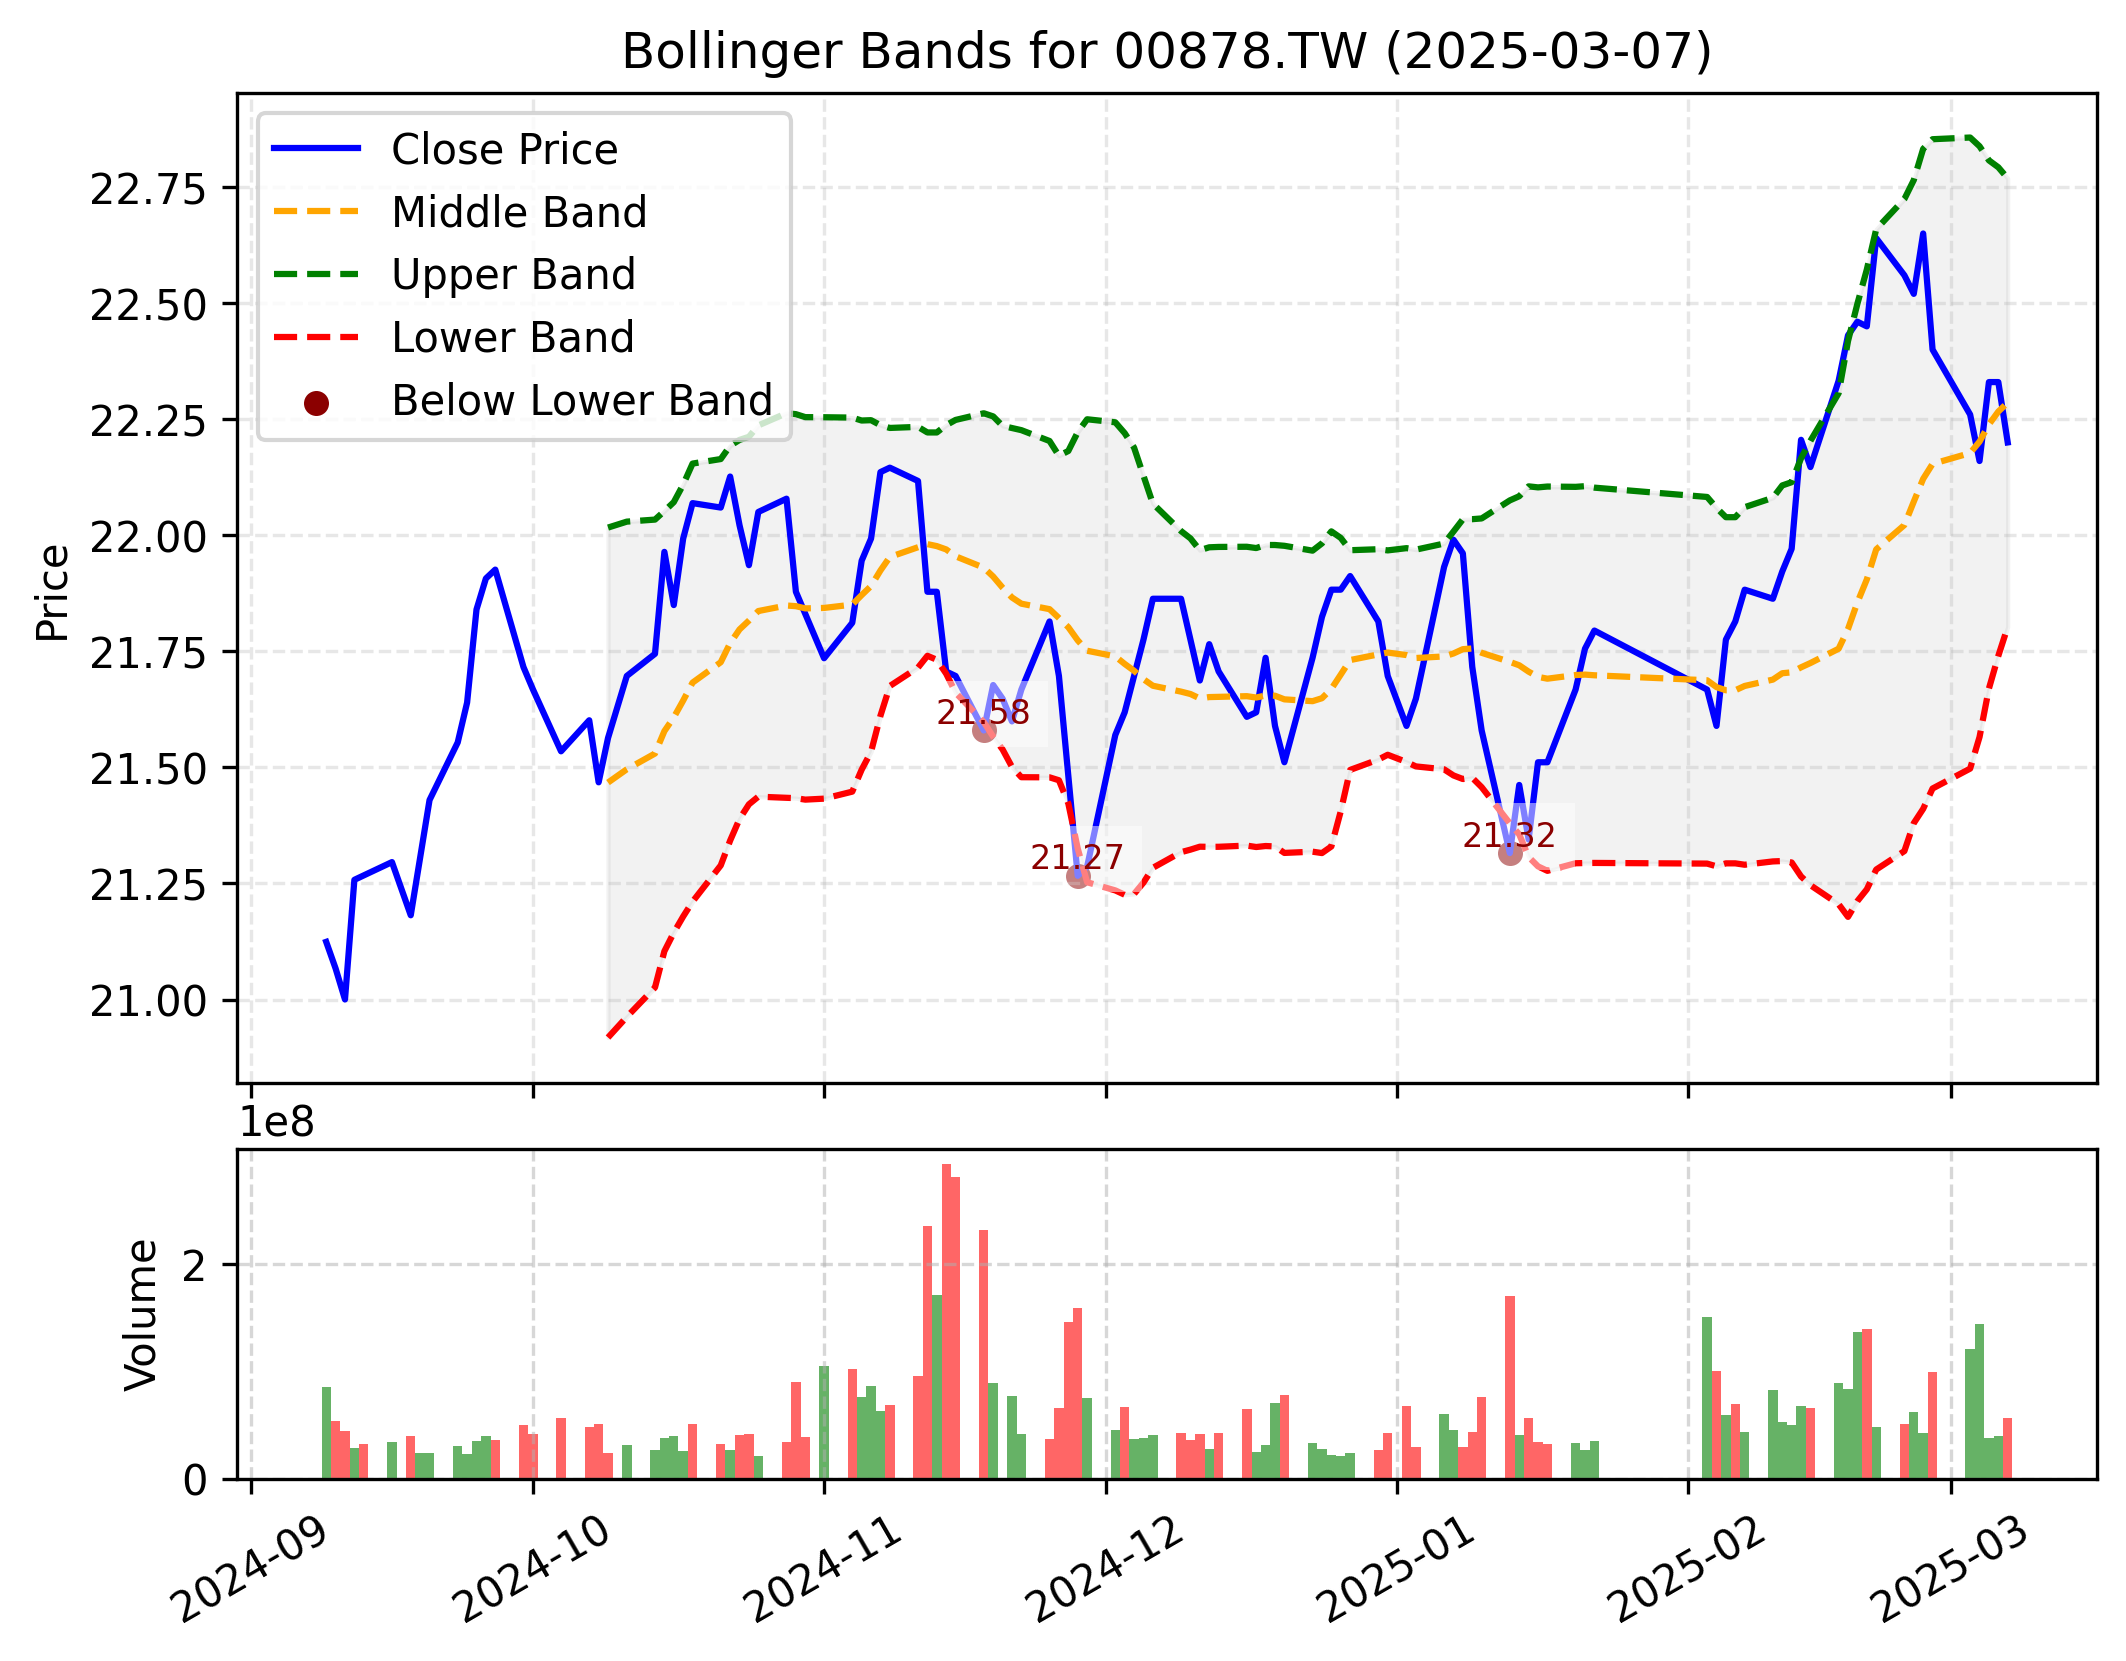 Bollinger Bands for 00878.TW (2025-03-07)
Close Price
Middle Band
Upper Band
Lower Band
Below Lower Band
Price
22.75
22.50
22.25
22.00
21.75
21.50
21.25
21.00
21.58
21.27
21.32
1e8
Volume
2
0
2024-09
2024-10
2024-11
2024-12
2025-01
2025-02
2025-03